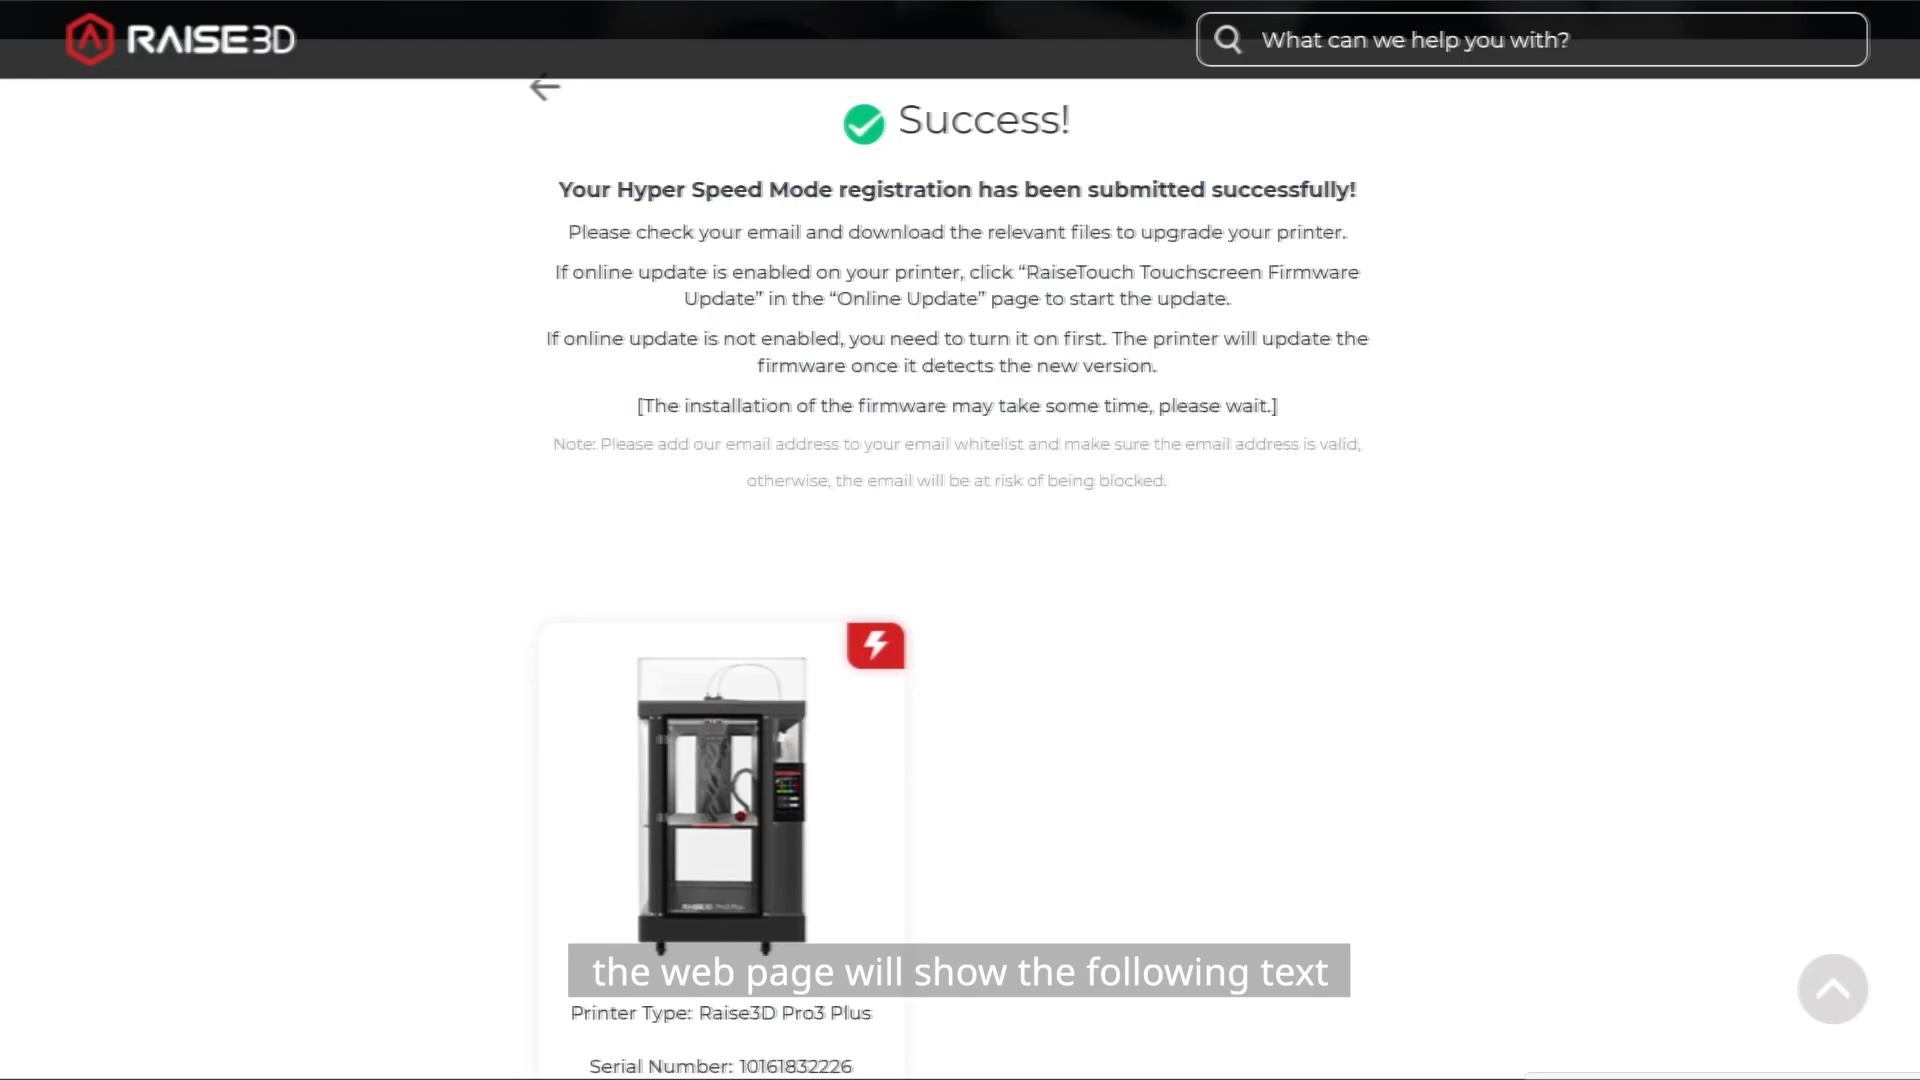 RAISE3D
What can we help you with?
Success!
Your Hyper Speed Mode registration has been submitted successfully!
Please check your email and download the relevant files to upgrade your printer.
If online update is enabled on your printer, click “RaiseTouch Touchscreen Firmware
Update” in the “Online Update” page to start the update.
If online update is not enabled, you need to turn it on first. The printer will update the
firmware once it detects the new version.
[The installation of the firmware may take some time, please wait.]
Note: Please add our email address to your email whitelist and make sure the email address is valid,
otherwise, the email will be at risk of being blocked.
RAISE3D Pro3 Plus
the web page will show the following text
Printer Type: Raise3D Pro3 Plus
Serial Number: 10161832226